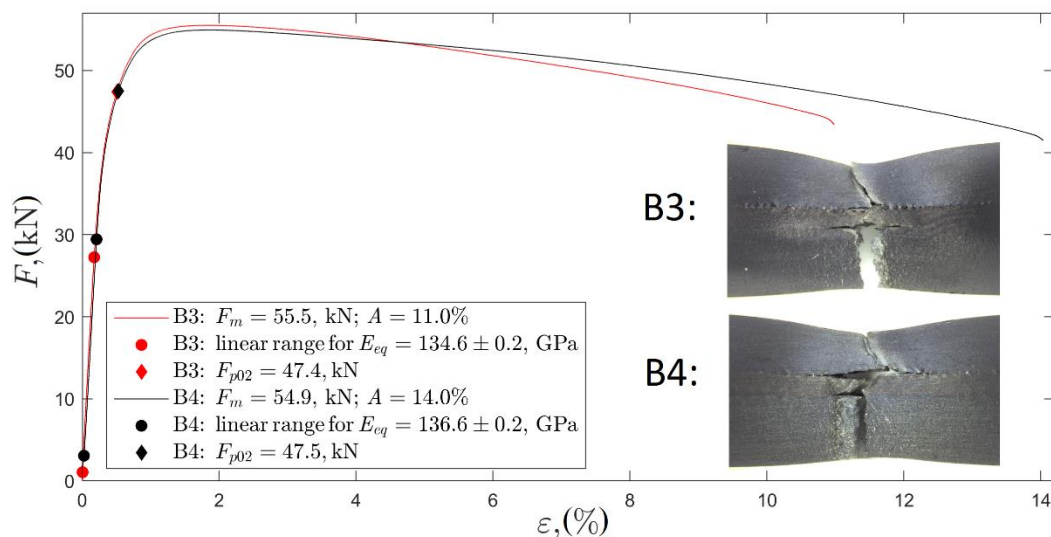 50
40
30
20
10
0
F,(kN)
B3: F_m = 55.5, kN; A = 11.0%
B3: linear range for E_eq = 134.6 ± 0.2, GPa
B3: F_p02 = 47.4, kN
B4: F_m = 54.9, kN; A = 14.0%
B4: linear range for E_eq = 136.6 ± 0.2, GPa
B4: F_p02 = 47.5, kN
B3:
B4:
0 2 4 6 8 10 12 14
ε,(%)